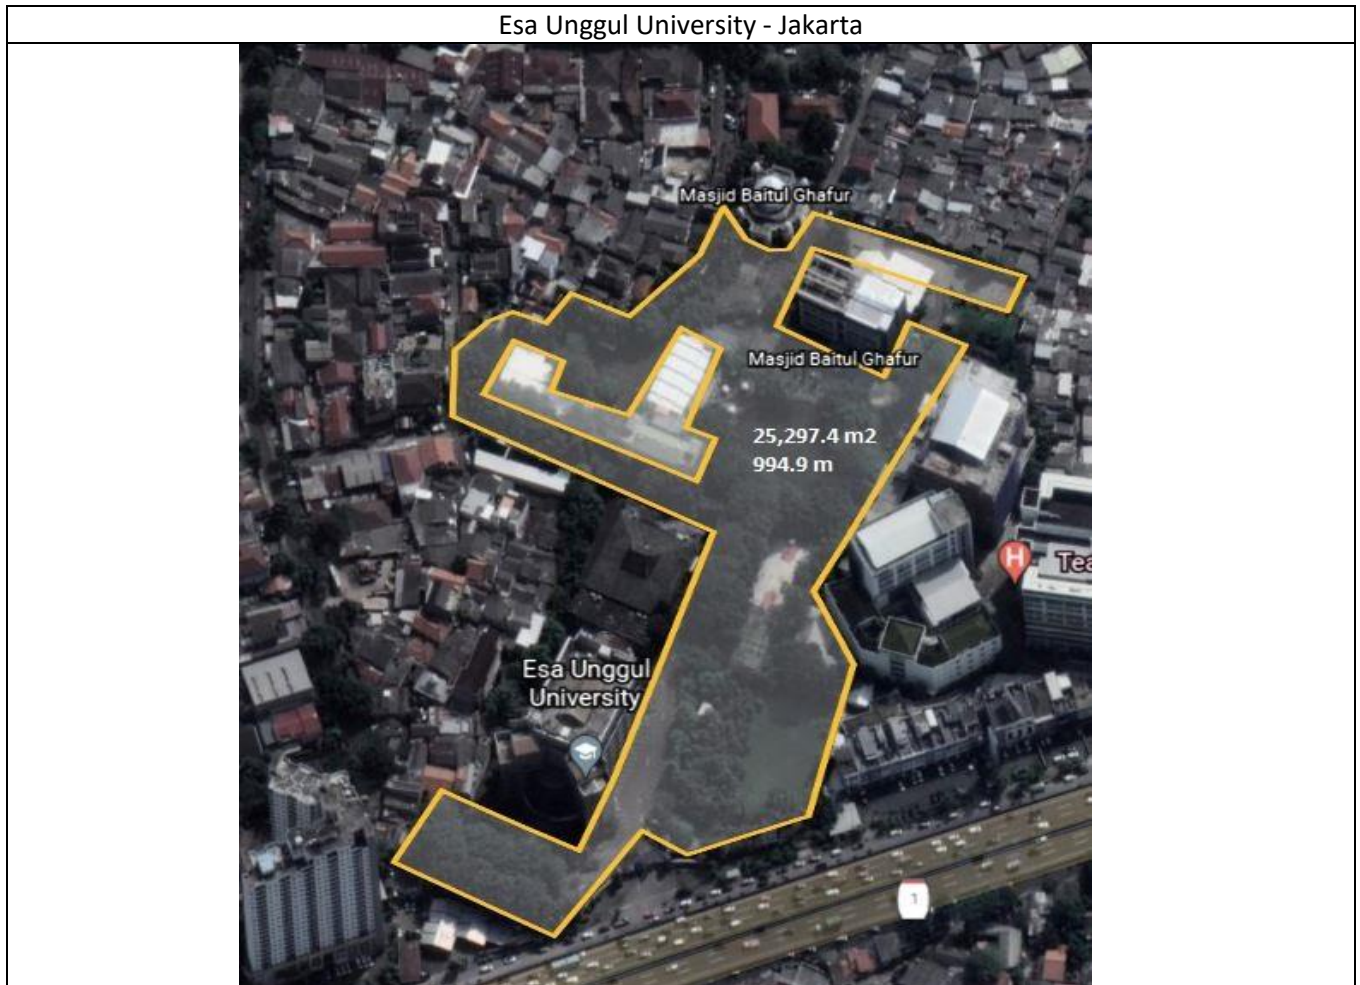 Esa Unggul University - Jakarta
Masjid Baitul Ghafur
Masjid Baitul Ghafur
25,297.4 m2
994.9 m
H
Tea
Esa Unggul
University
1